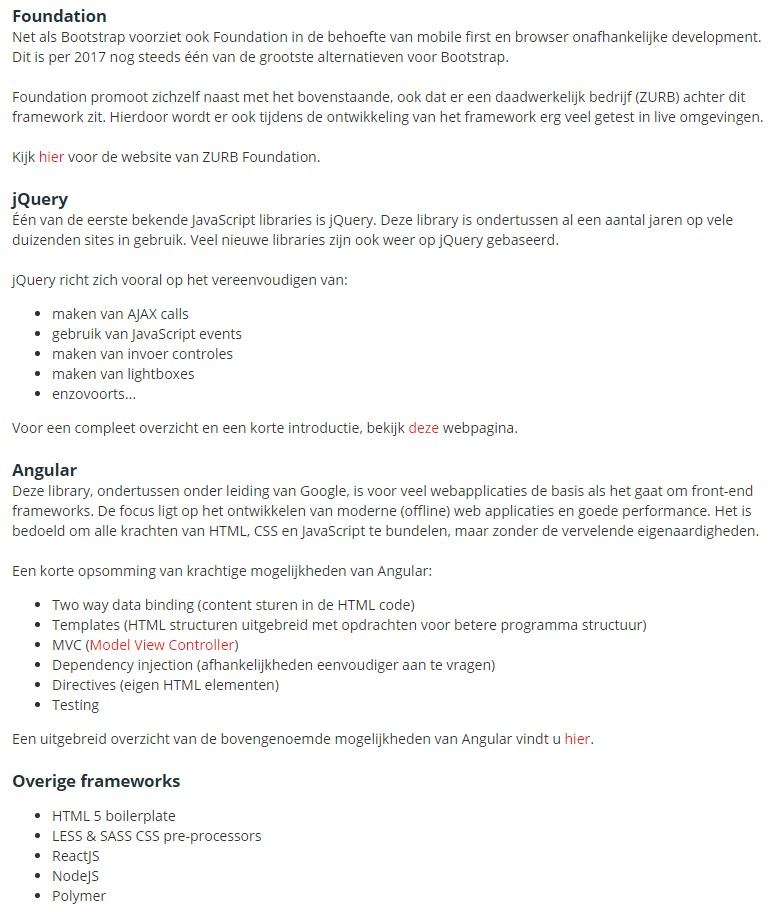 Foundation
Net als Bootstrap voorziet ook Foundation in de behoefte van mobile first en browser onafhankelijke development.
Dit is per 2017 nog steeds één van de grootste alternatieven voor Bootstrap.
Foundation promoot zichzelf naast met het bovenstaande, ook dat er een daadwerkelijk bedrijf (ZURB) achter dit
framework zit. Hierdoor wordt er ook tijdens de ontwikkeling van het framework erg veel getest in live omgevingen.
Kijk hier voor de website van ZURB Foundation.
jQuery
Één van de eerste bekende JavaScript libraries is jQuery. Deze library is ondertussen al een aantal jaren op vele
duizenden sites in gebruik. Veel nieuwe libraries zijn ook weer op jQuery gebaseerd.
jQuery richt zich vooral op het vereenvoudigen van:
• maken van AJAX calls
• gebruik van JavaScript events
• maken van invoer controles
• maken van lightboxes
• enzovoorts...
Voor een compleet overzicht en een korte introductie, bekijk deze webpagina.
Angular
Deze library, ondertussen onder leiding van Google, is voor veel webapplicaties de basis als het gaat om front-end
frameworks. De focus ligt op het ontwikkelen van moderne (offline) web applicaties en goede performance. Het is
bedoeld om alle krachten van HTML, CSS en JavaScript te bundelen, maar zonder de vervelende eigenaardigheden.
Een korte opsomming van krachtige mogelijkheden van Angular:
• Two way data binding (content sturen in de HTML code)
• Templates (HTML structuren uitgebreid met opdrachten voor betere programma structuur)
• MVC (Model View Controller)
• Dependency injection (afhankelijkheden eenvoudiger aan te vragen)
• Directives (eigen HTML elementen)
• Testing
Een uitgebreid overzicht van de bovengenoemde mogelijkheden van Angular vindt u hier.
Overige frameworks
• HTML 5 boilerplate
• LESS & SASS CSS pre-processors
• ReactJS
• NodeJS
• Polymer